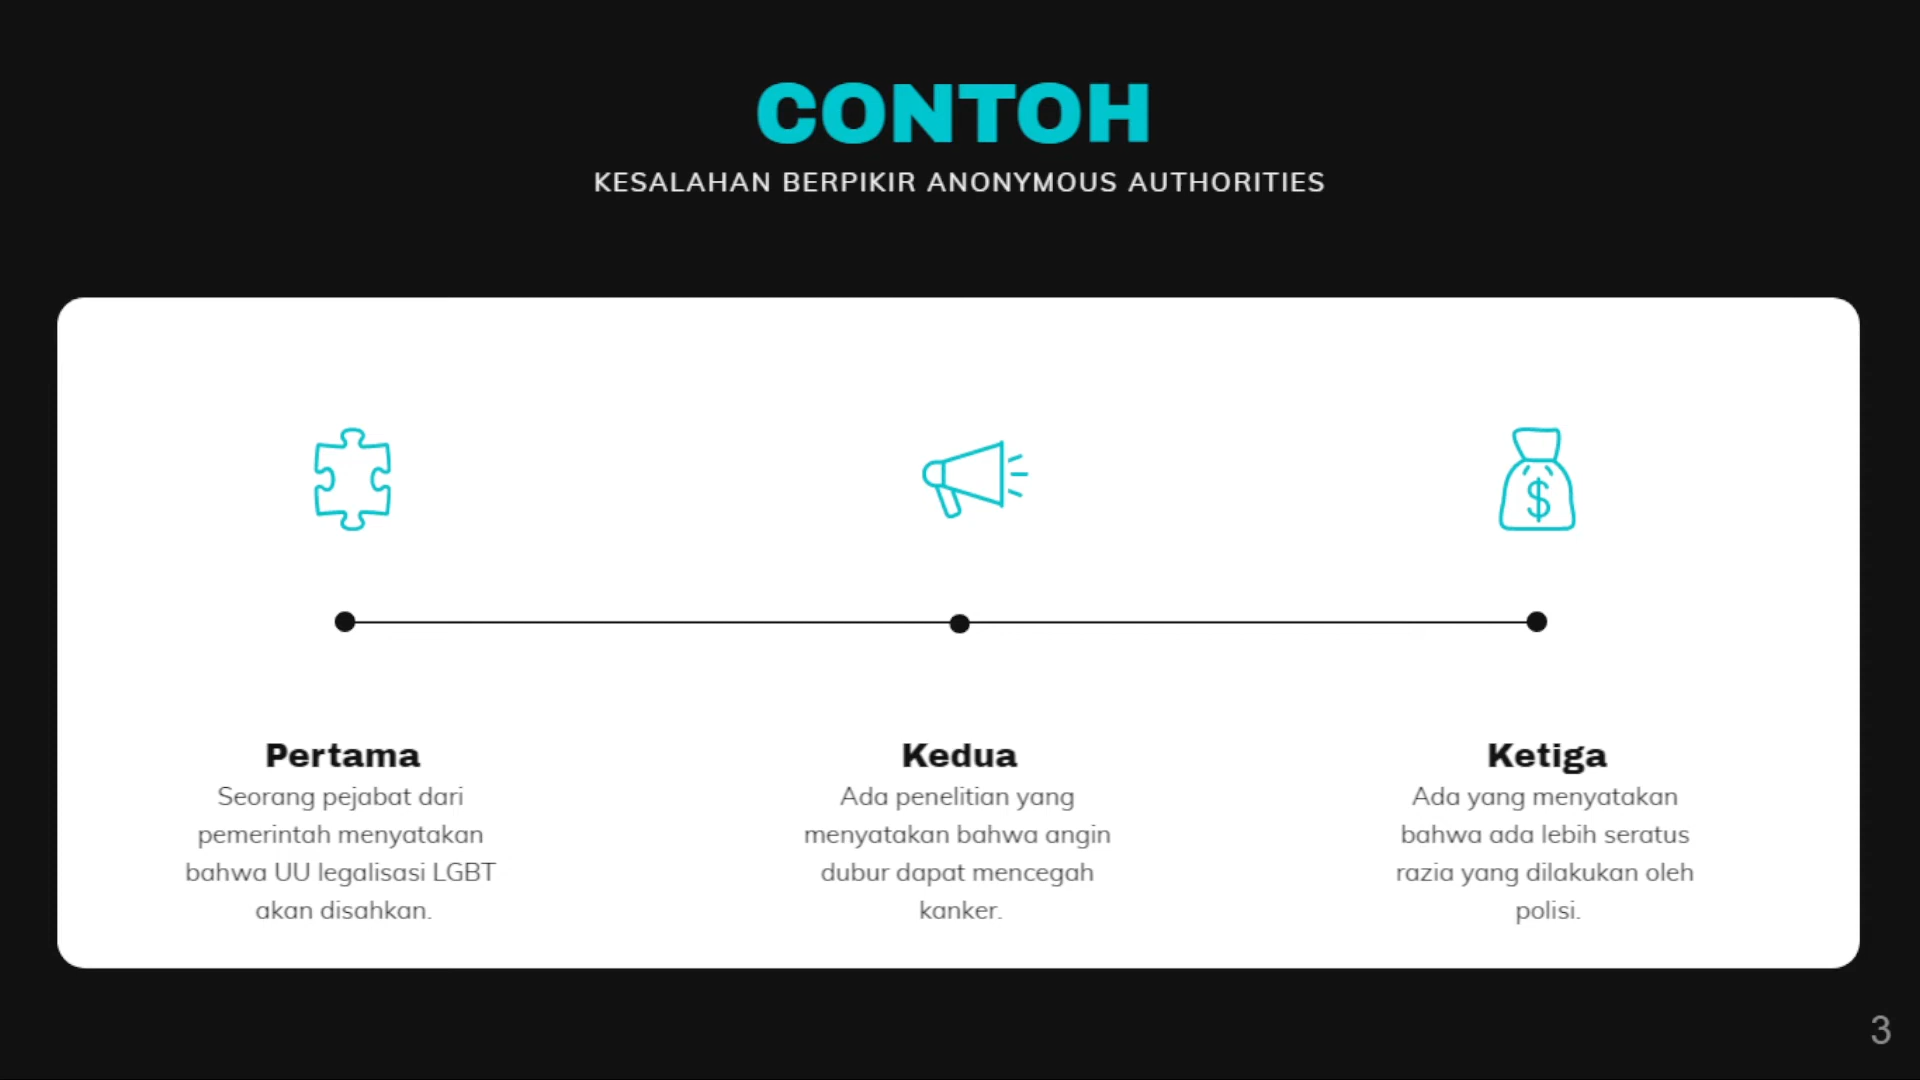 CONTOH
KESALAHAN BERPIKIR ANONYMOUS AUTHORITIES
$
Pertama
Seorang pejabat dari
pemerintah menyatakan
bahwa UU legalisasi LGBT
akan disahkan.
Kedua
Ada penelitian yang
menyatakan bahwa angin
dubur dapat mencegah
kanker.
Ketiga
Ada yang menyatakan
bahwa ada lebih seratus
razia yang dilakukan oleh
polisi.
3